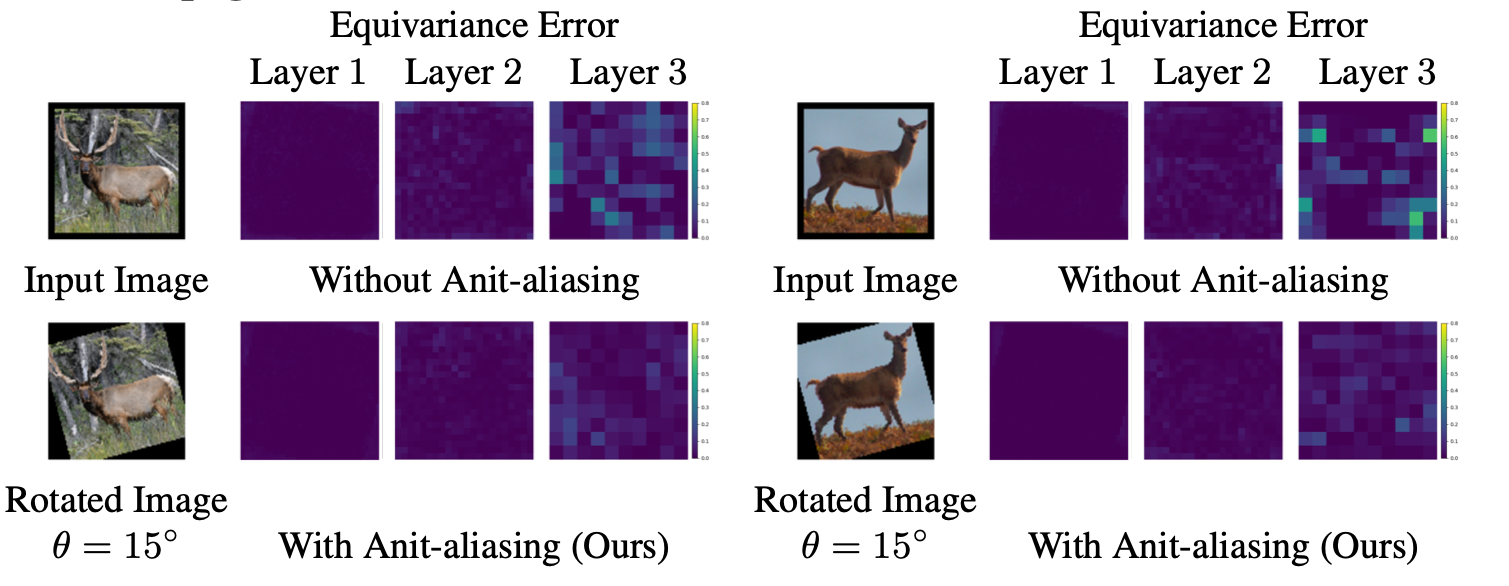 Equivariance Error
Layer 1 Layer 2 Layer 3
0.8
0.7
0.6
0.5
0.4
0.3
0.2
0.1
0.0
Input Image
Without Anit-aliasing
0.8
0.7
0.6
0.5
0.4
0.3
0.2
0.1
0.0
Rotated Image
θ = 15°
With Anit-aliasing (Ours)
Equivariance Error
Layer 1 Layer 2 Layer 3
0.8
0.7
0.6
0.5
0.4
0.3
0.2
0.1
0.0
Input Image
Without Anit-aliasing
0.8
0.7
0.6
0.5
0.4
0.3
0.2
0.1
0.0
Rotated Image
θ = 15°
With Anit-aliasing (Ours)